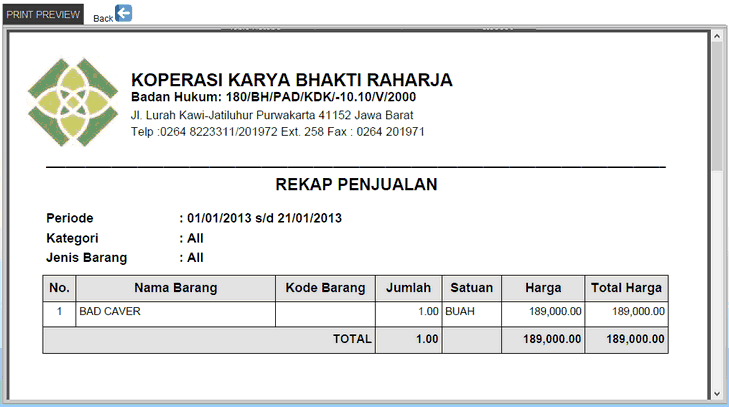 PRINT PREVIEW Back
KOPERASI KARYA BHAKTI RAHARJA
Badan Hukum: 180/BH/PAD/KDK/-10.10/V/2000
Jl. Lurah Kawi-Jatiluhur Purwakarta 41152 Jawa Barat
Telp :0264 8223311/201972 Ext. 258 Fax : 0264 201971
REKAP PENJUALAN
Periode : 01/01/2013 s/d 21/01/2013
Kategori : All
Jenis Barang : All
No. Nama Barang Kode Barang Jumlah Satuan Harga Total Harga
1 BAD CAVER 1.00 BUAH 189,000.00 189,000.00
TOTAL 1.00 189,000.00 189,000.00